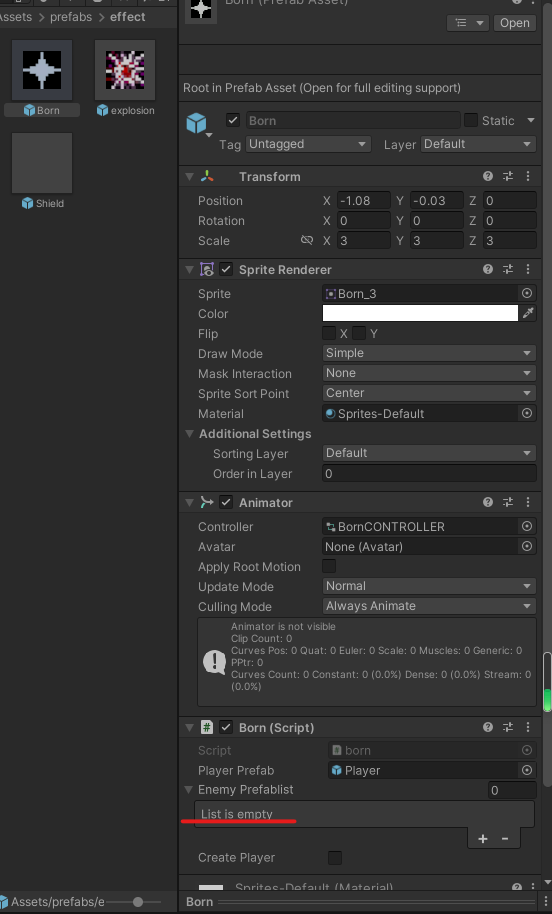 Assets > prefabs > effect
Born
explosion
Shield
Assets/prefabs/e
Born (Prefab Asset)
Open
Root in Prefab Asset (Open for full editing support)
Born
Static
Tag Untagged Layer Default
Transform
Position X -1.08 Y -0.03 Z 0
Rotation X 0 Y 0 Z 0
Scale X 3 Y 3 Z 3
Sprite Renderer
Sprite Born_3
Color
Flip X Y
Draw Mode Simple
Mask Interaction None
Sprite Sort Point Center
Material Sprites-Default
Additional Settings
Sorting Layer Default
Order in Layer 0
Animator
Controller BornCONTROLLER
Avatar None (Avatar)
Apply Root Motion
Update Mode Normal
Culling Mode Always Animate
Animator is not visible
Clip Count: 0
Curves Pos: 0 Quat: 0 Euler: 0 Scale: 0 Muscles: 0 Generic: 0
PPtr: 0
Curves Count: 0 Constant: 0 (0.0%) Dense: 0 (0.0%) Stream: 0
(0.0%)
Born (Script)
Script born
Player Prefab Player
Enemy Prefablist 0
List is empty
+ -
Create Player
Sprites-Default (Material)
Born